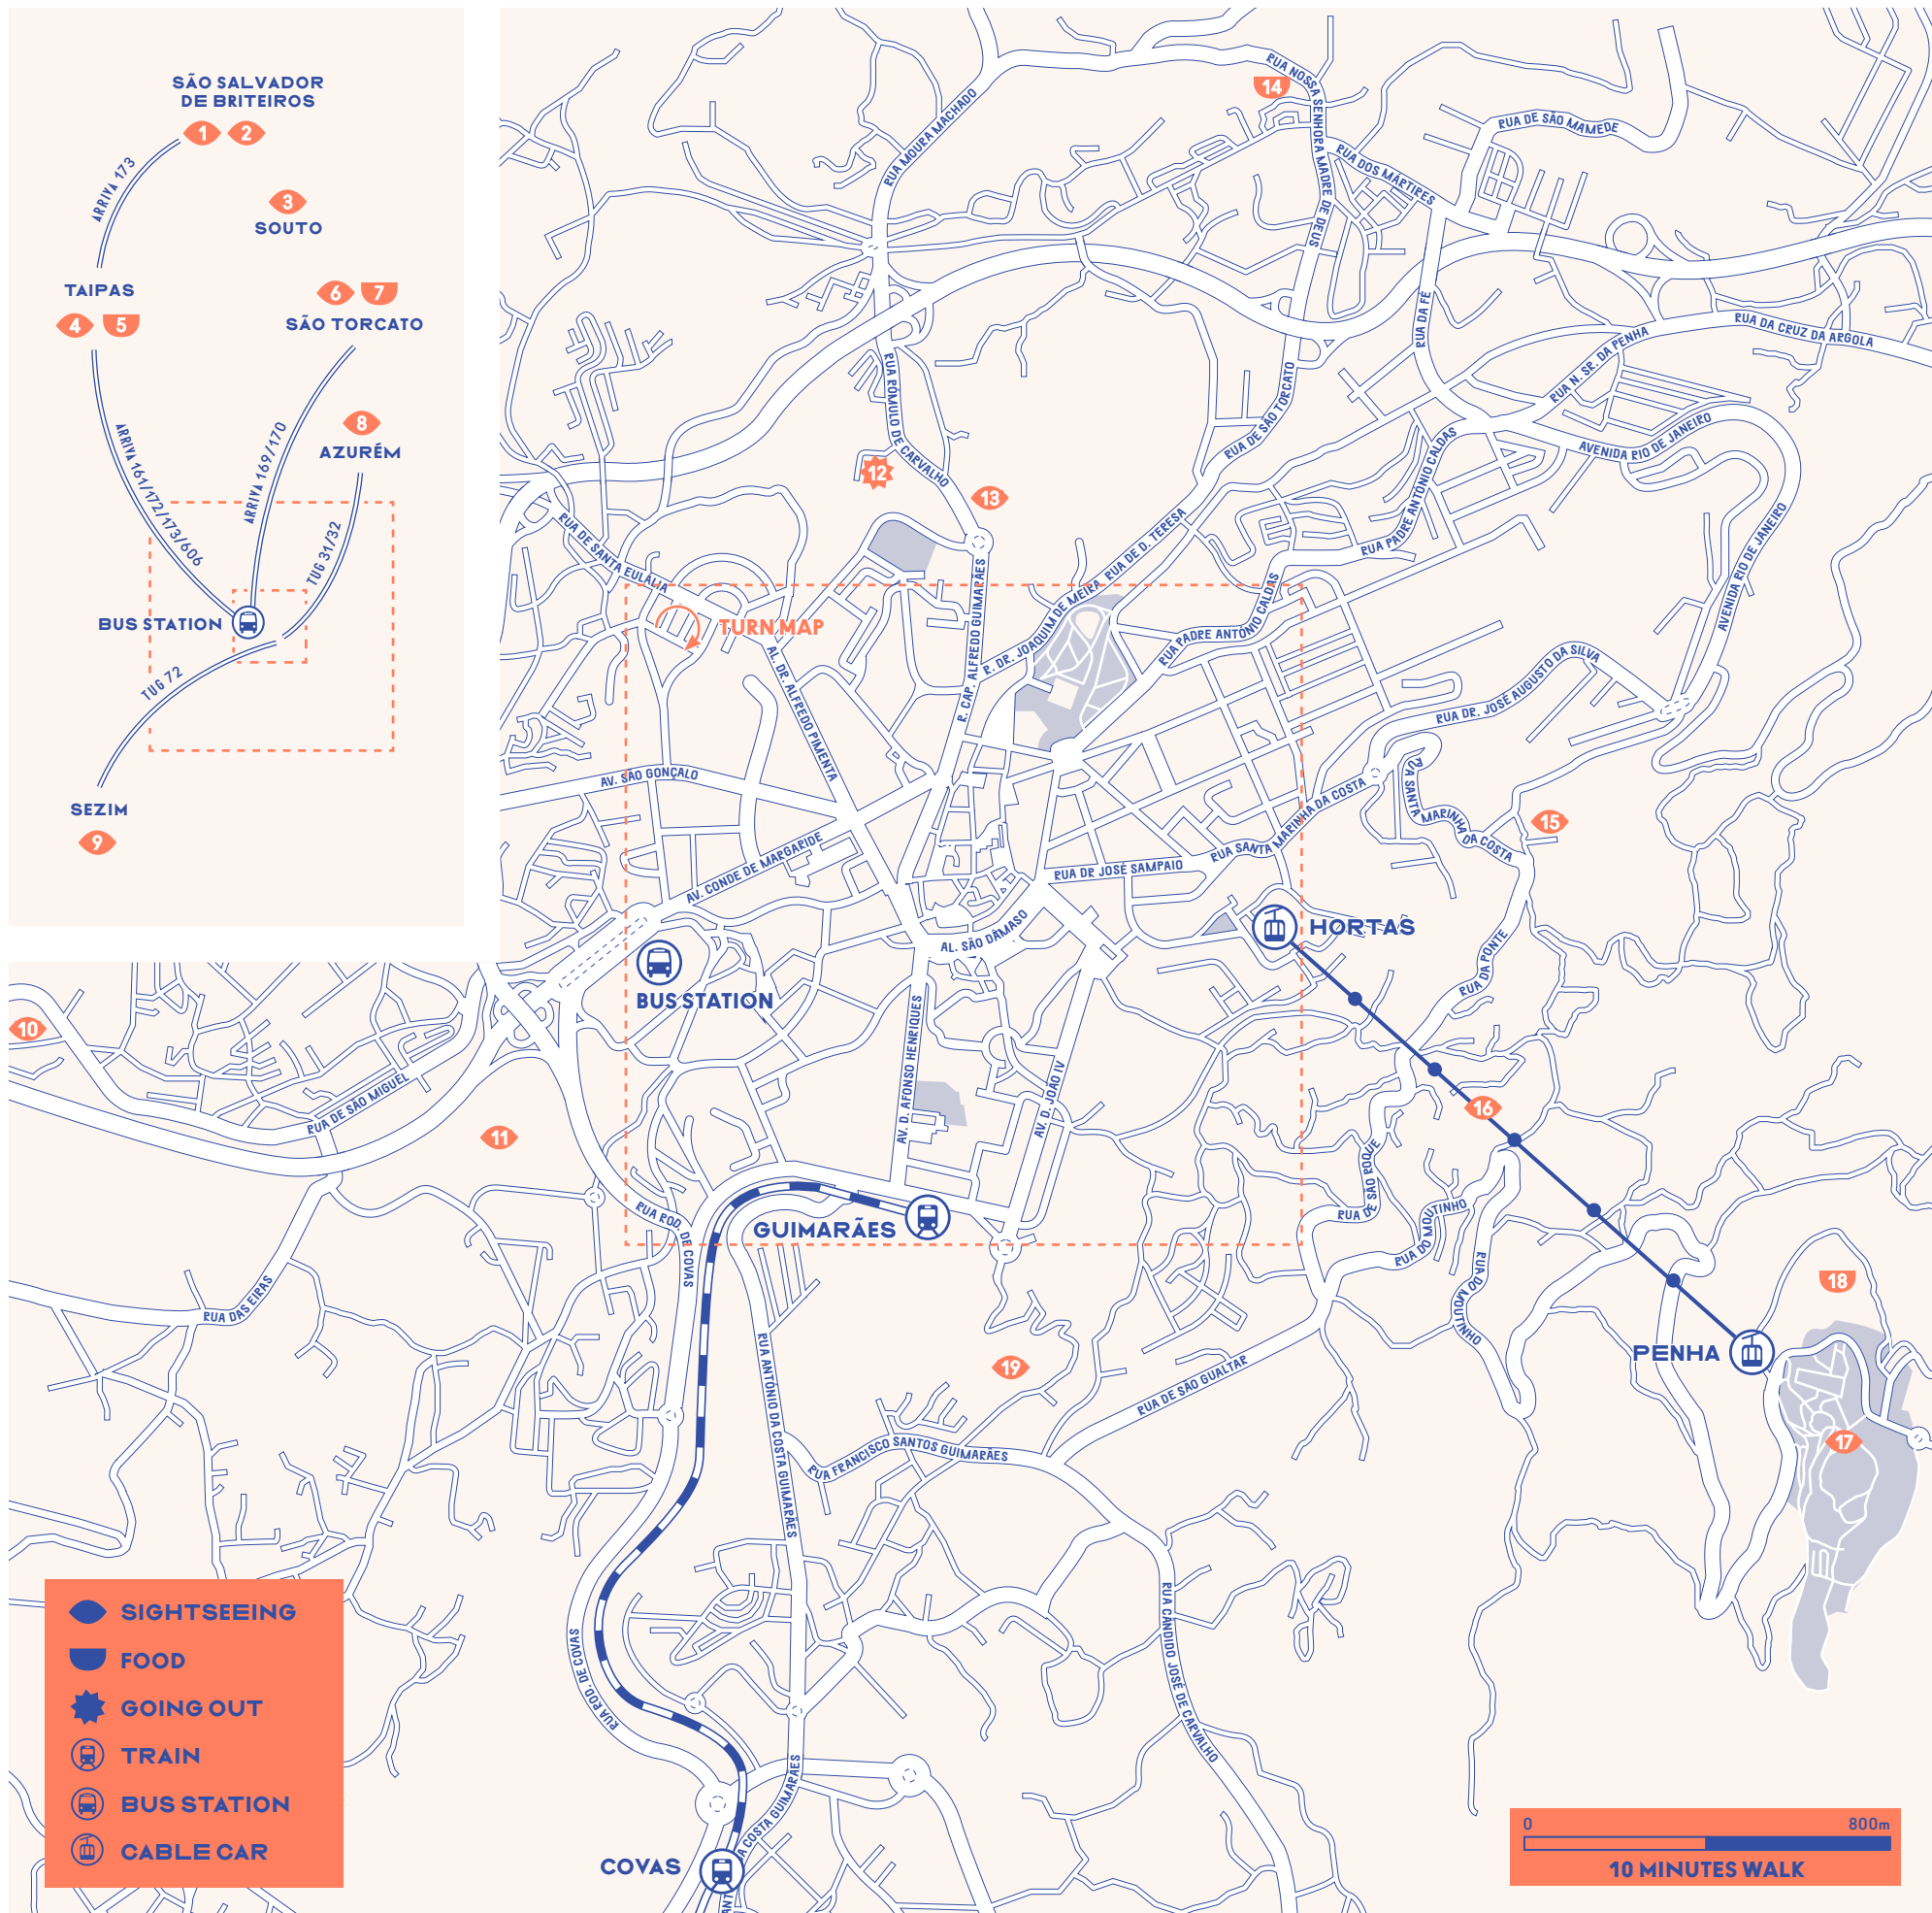 SÃO SALVADOR
DE BRITEIROS
1
2
ARRIVA 173
3
SOUTO
TAIPAS
4
5
6
7
SÃO TORCATO
8
AZURÉM
ARRIVA 161/172/173/606
ARRIVA 169/170
TUG 31/32
BUS STATION
TUG 72
SEZIM
9
RUA NOSSA SENHORA MADRE DE DEUS
14
RUA MOURA MACHADO
RUA DE SÃO MAMEDE
RUA DOS MÁRTIRES
RUA DA FÉ
RUA DA CRUZ DA ARGOLA
RUA N. SR. DA PENHA
RUA RÓMULO DE CARVALHO
RUA DE SÃO TORCATO
AVENIDA RIO DE JANEIRO
12
13
RUA PADRE ANTÓNIO CALDAS
RUA PADRE ANTÓNIO CALDAS
RUA DE SANTA EULÁLIA
RUA DE D. TERESA
AVENIDA RIO DE JANEIRO
TURN MAP
R. CAP. ALFREDO GUIMARÃES
R. DR. JOAQUIM DE MEIRA
AL. DR. ALFREDO PIMENTA
RUA DR. JOSÉ AUGUSTO DA SILVA
AV. SÃO GONÇALO
RUA SANTA MARINHA DA COSTA
RUA SANTA MARINHA DA COSTA
15
AV. CONDE DE MARGARIDE
RUA DR JOSÉ SAMPAIO
AL. SÃO DÂMASO
HORTAS
RUA DA PONTE
BUS STATION
10
AV. D. AFONSO HENRIQUES
AV. D. JOAO IV
RUA DE SÃO MIGUEL
11
16
RUA DE SÃO ROQUE
RUA DO MOUTINHO
RUA DO MOUTINHO
RUA ROD. DE COVAS
GUIMARÃES
RUA DAS EIRAS
18
PENHA
19
RUA ANTÓNIO DA COSTA GUIMARÃES
RUA DE SÃO GUALTAR
17
RUA FRANCISCO SANTOS GUIMARÃES
RUA CÂNDIDO JOSÉ DE CARVALHO
RUA ROD. DE COVAS
SIGHTSEEING
FOOD
GOING OUT
TRAIN
BUS STATION
CABLE CAR
A COSTA GUIMARÃES
COVAS
ANT
0
800m
10 MINUTES WALK